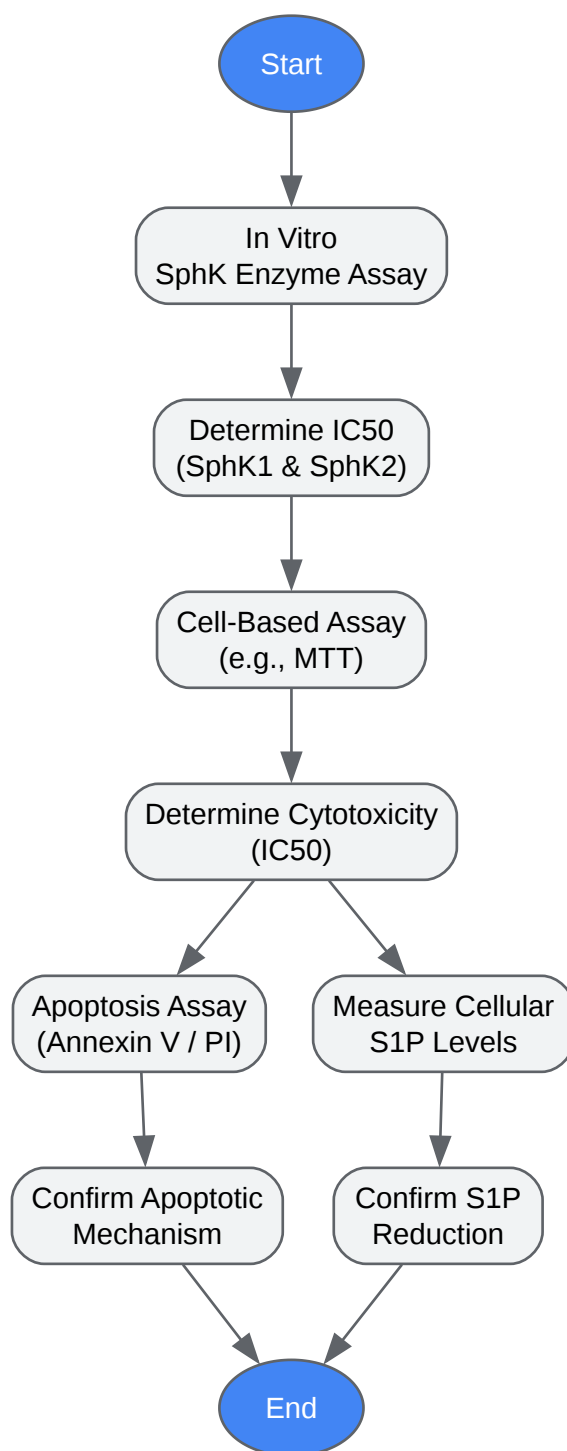 Start
In Vitro
SphK Enzyme Assay
Determine IC50
(SphK1 & SphK2)
Cell-Based Assay
(e.g., MTT)
Determine Cytotoxicity
(IC50)
Apoptosis Assay
(Annexin V / PI)
Measure Cellular
S1P Levels
Confirm Apoptotic
Mechanism
Confirm S1P
Reduction
End